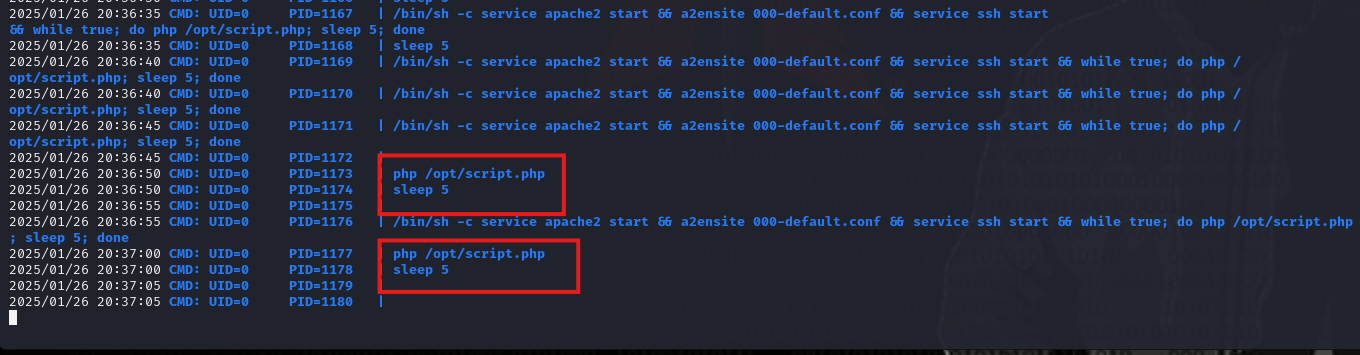 2025/01/26 20:36:35 CMD: UID=0     PID=1167   | /bin/sh -c service apache2 start && a2ensite 000-default.conf && service ssh start
&& while true; do php /opt/script.php; sleep 5; done
2025/01/26 20:36:35 CMD: UID=0     PID=1168   | sleep 5
2025/01/26 20:36:40 CMD: UID=0     PID=1169   | /bin/sh -c service apache2 start && a2ensite 000-default.conf && service ssh start && while true; do php /
opt/script.php; sleep 5; done
2025/01/26 20:36:40 CMD: UID=0     PID=1170   | /bin/sh -c service apache2 start && a2ensite 000-default.conf && service ssh start && while true; do php /
opt/script.php; sleep 5; done
2025/01/26 20:36:45 CMD: UID=0     PID=1171   | /bin/sh -c service apache2 start && a2ensite 000-default.conf && service ssh start && while true; do php /
opt/script.php; sleep 5; done
2025/01/26 20:36:45 CMD: UID=0     PID=1172   |
2025/01/26 20:36:50 CMD: UID=0     PID=1173   | php /opt/script.php
2025/01/26 20:36:50 CMD: UID=0     PID=1174   | sleep 5
2025/01/26 20:36:55 CMD: UID=0     PID=1175   |
2025/01/26 20:36:55 CMD: UID=0     PID=1176   | /bin/sh -c service apache2 start && a2ensite 000-default.conf && service ssh start && while true; do php /opt/script.php
; sleep 5; done
2025/01/26 20:37:00 CMD: UID=0     PID=1177   | php /opt/script.php
2025/01/26 20:37:00 CMD: UID=0     PID=1178   | sleep 5
2025/01/26 20:37:05 CMD: UID=0     PID=1179   |
2025/01/26 20:37:05 CMD: UID=0     PID=1180   |